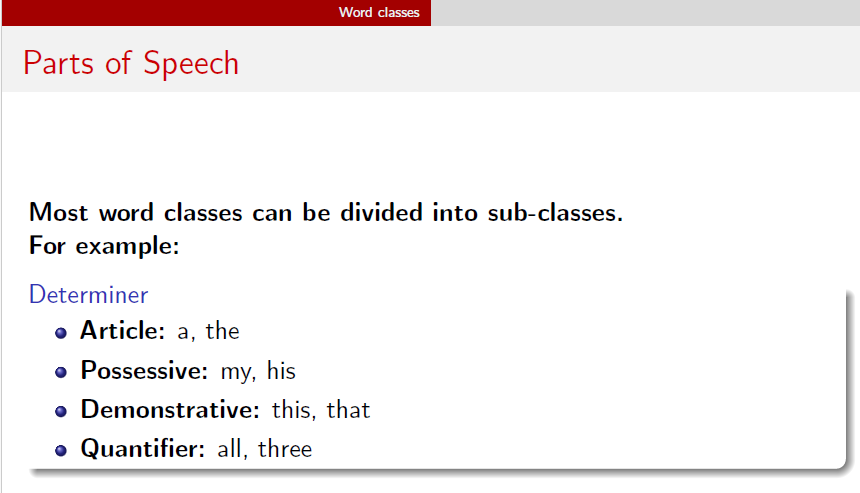 Word classes
Parts of Speech
Most word classes can be divided into sub-classes.
For example:
Determiner
Article: a, the
Possessive: my, his
Demonstrative: this, that
Quantifier: all, three